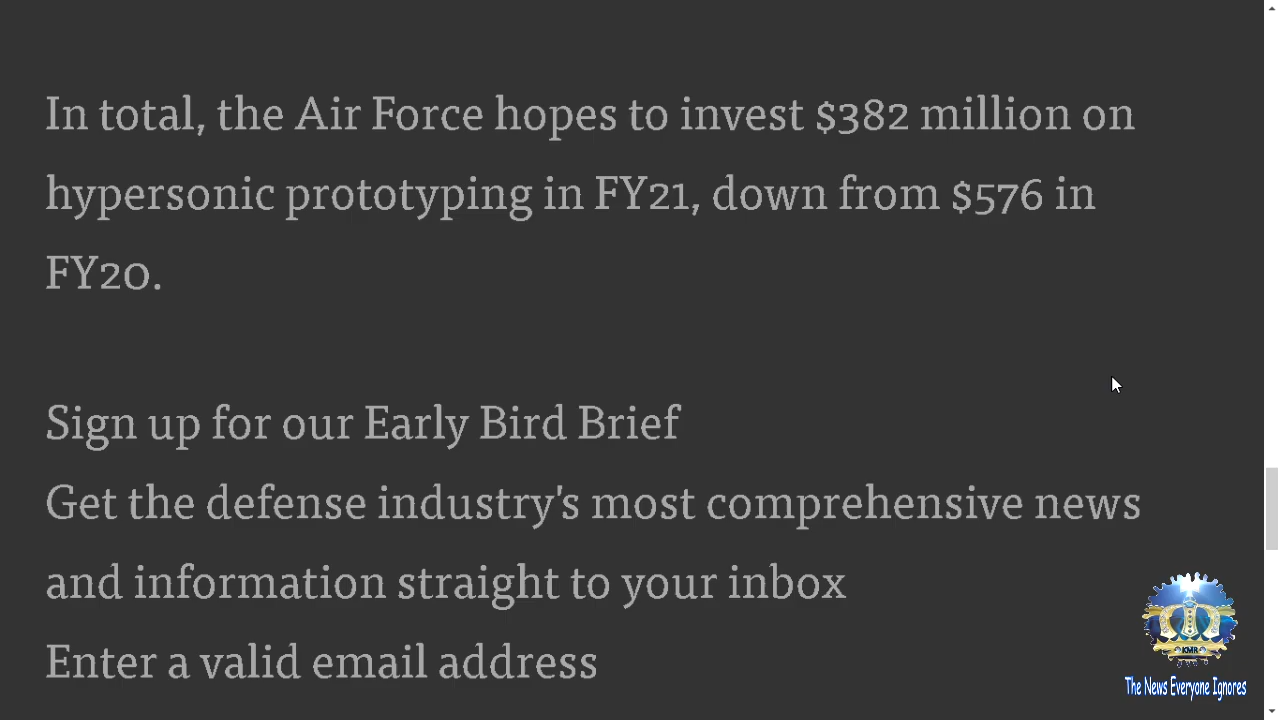 In total, the Air Force hopes to invest $382 million on
hypersonic prototyping in FY21, down from $576 in
FY20.
Sign up for our Early Bird Brief
Get the defense industry's most comprehensive news
and information straight to your inbox
Enter a valid email address
KMR
The News Everyone Ignores